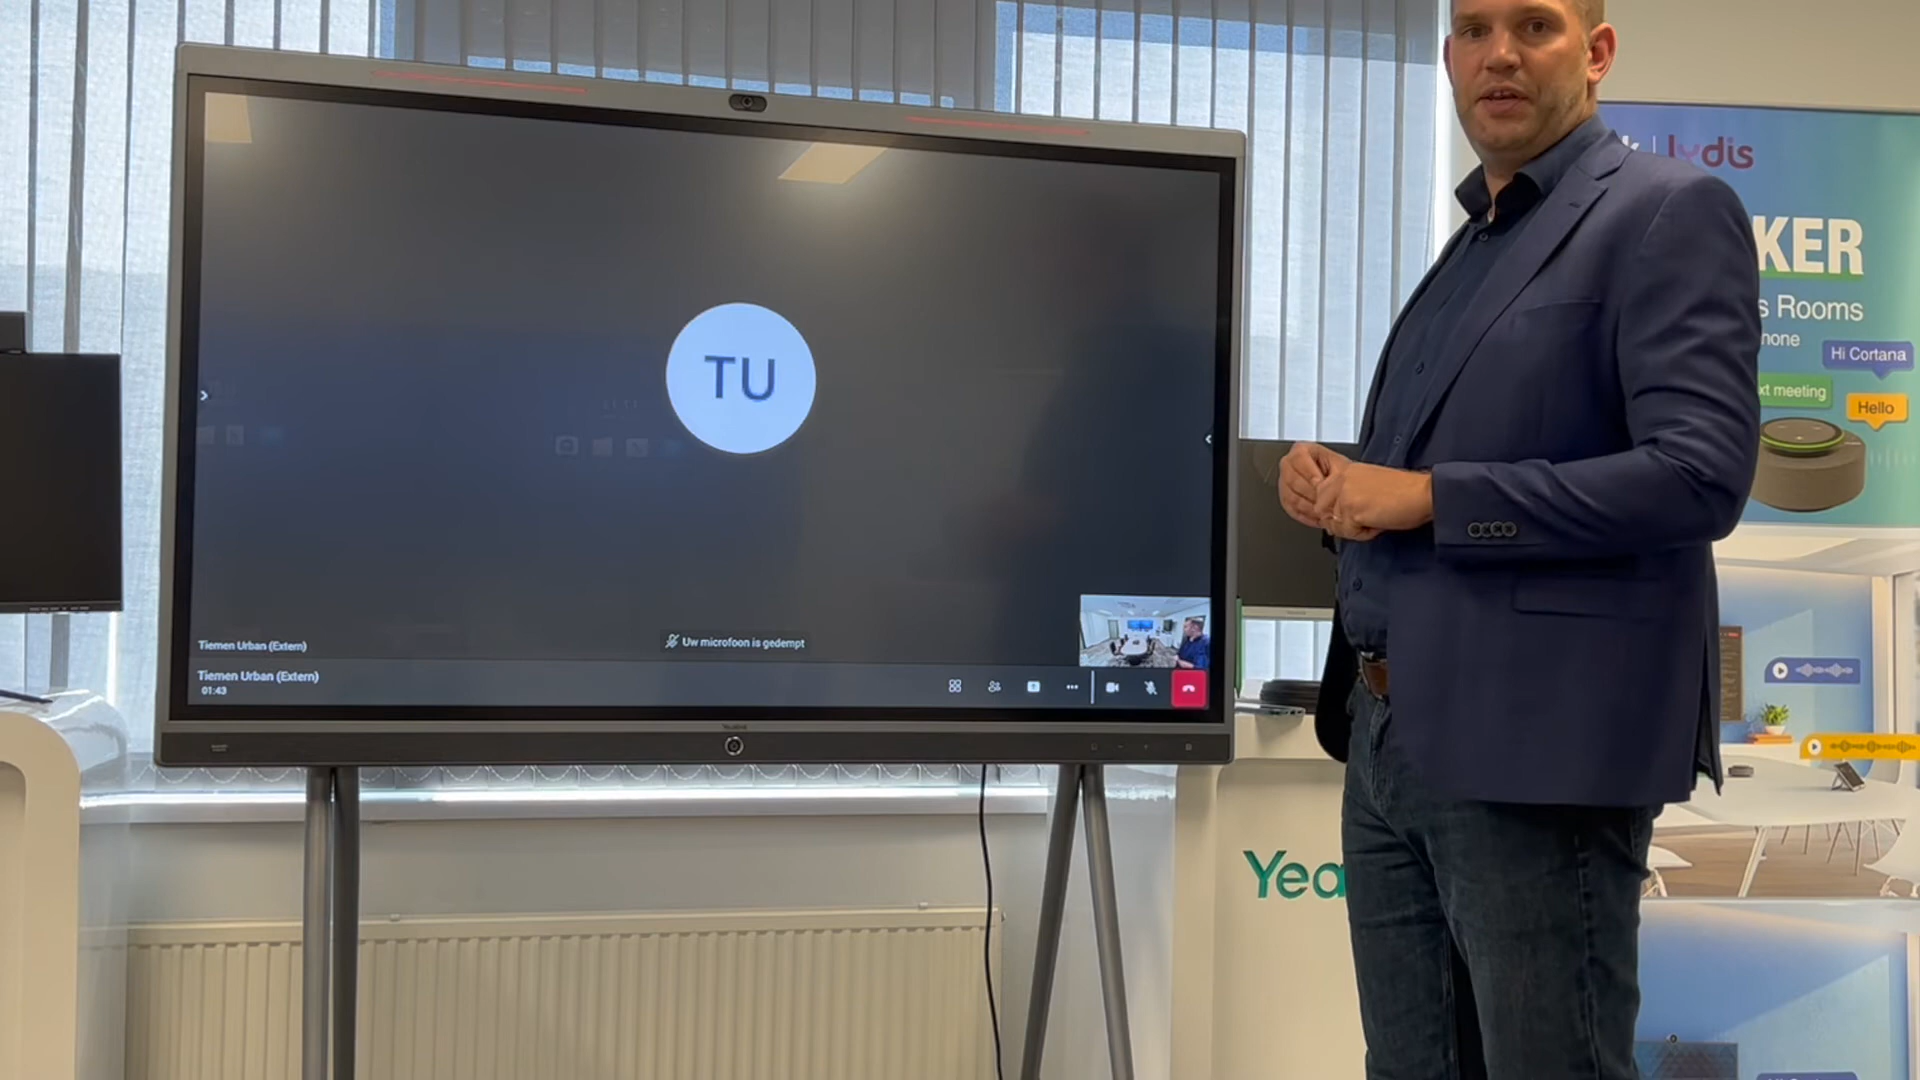 TU
Tiemen Urban (Extern)
Uw microfoon is gedempt
Tiemen Urban (Extern)
01:43
k | lydis
KER
s Rooms
hone
Hi Cortana
xt meeting
Hello
Yea